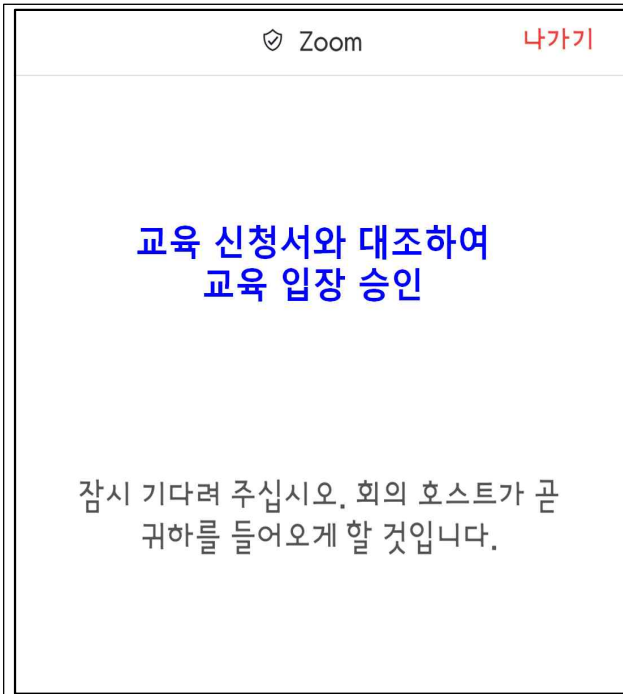 Zoom 나가기
교육 신청서와 대조하여
교육 입장 승인
잠시 기다려 주십시오. 회의 호스트가 곧
귀하를 들어오게 할 것입니다.